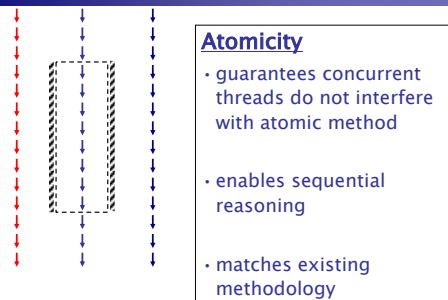 Atomicity
• guarantees concurrent
threads do not interfere
with atomic method
• enables sequential
reasoning
• matches existing
methodology